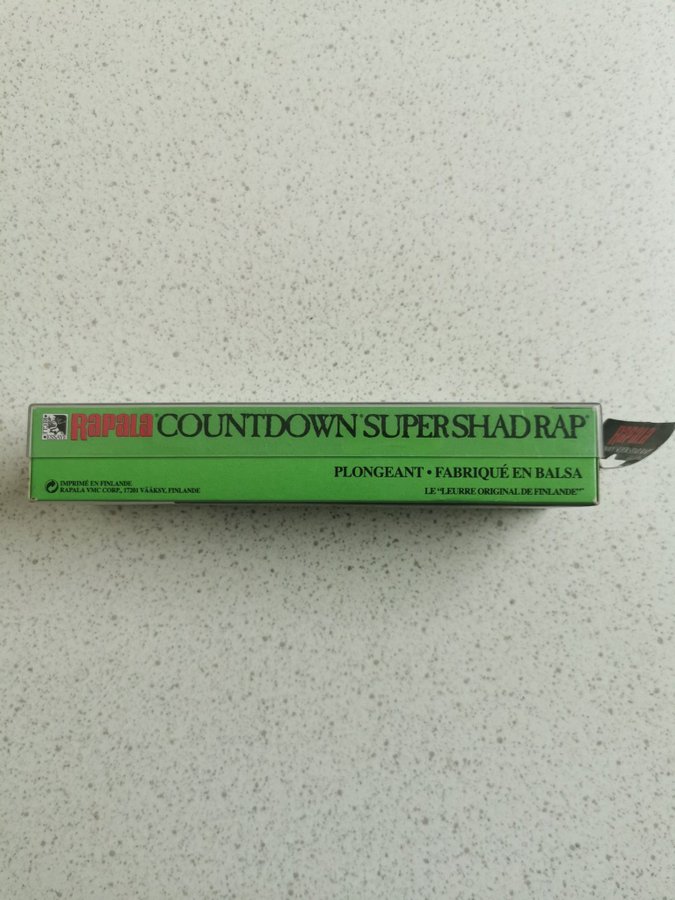 RAPALA® COUNTDOWN® SUPER SHAD RAP®
PLONGEANT • FABRIQUÉ EN BALSA
IMPRIMÉ EN FINLANDE
RAPALA VMC CORP., 17201 VÄÄKSY, FINLANDE
LE "LEURRE ORIGINAL DE FINLANDE"
RAPALA